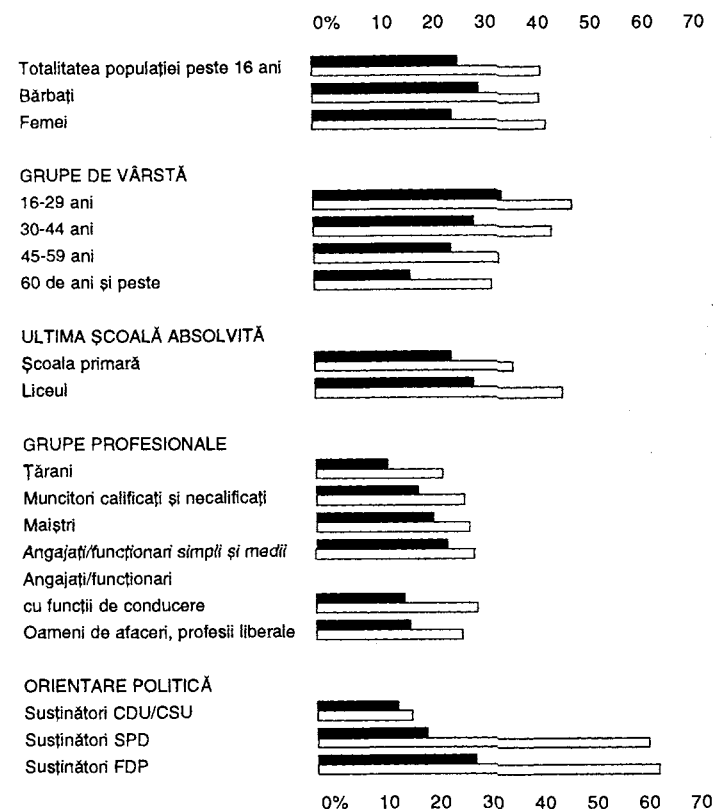 0% 10 20 30 40 50 60 70
Totalitatea populației peste 16 ani
Bărbați
Femei
GRUPE DE VÂRSTĂ
16-29 ani
30-44 ani
45-59 ani
60 de ani și peste
ULTIMA ȘCOALĂ ABSOLVITĂ
Școala primară
Liceul
GRUPE PROFESIONALE
Țărani
Muncitori calificați și necalificați
Maiștri
Angajați/funcționari simpli și medii
Angajați/funcționari
cu funcții de conducere
Oameni de afaceri, profesii liberale
ORIENTARE POLITICĂ
Susținători CDU/CSU
Susținători SPD
Susținători FDP
0% 10 20 30 40 50 60 70